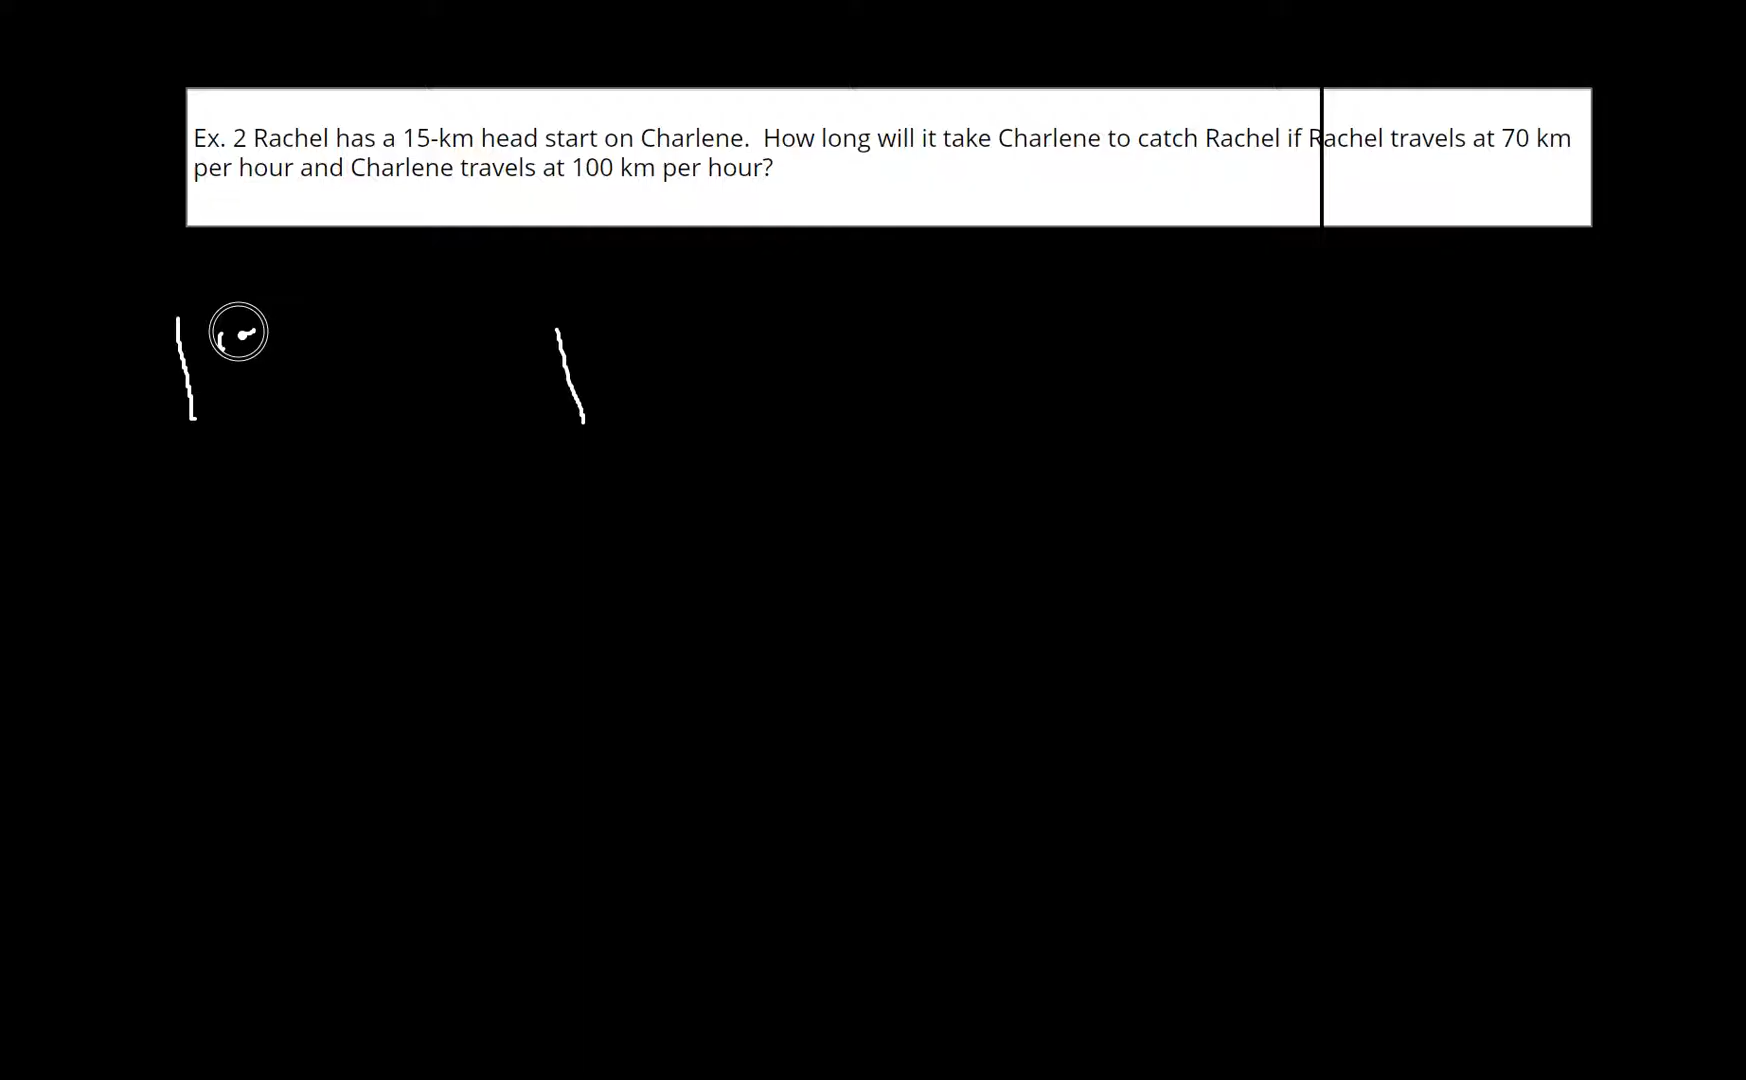 Ex. 2 Rachel has a 15-km head start on Charlene.  How long will it take Charlene to catch Rachel if Rachel travels at 70 km
per hour and Charlene travels at 100 km per hour?